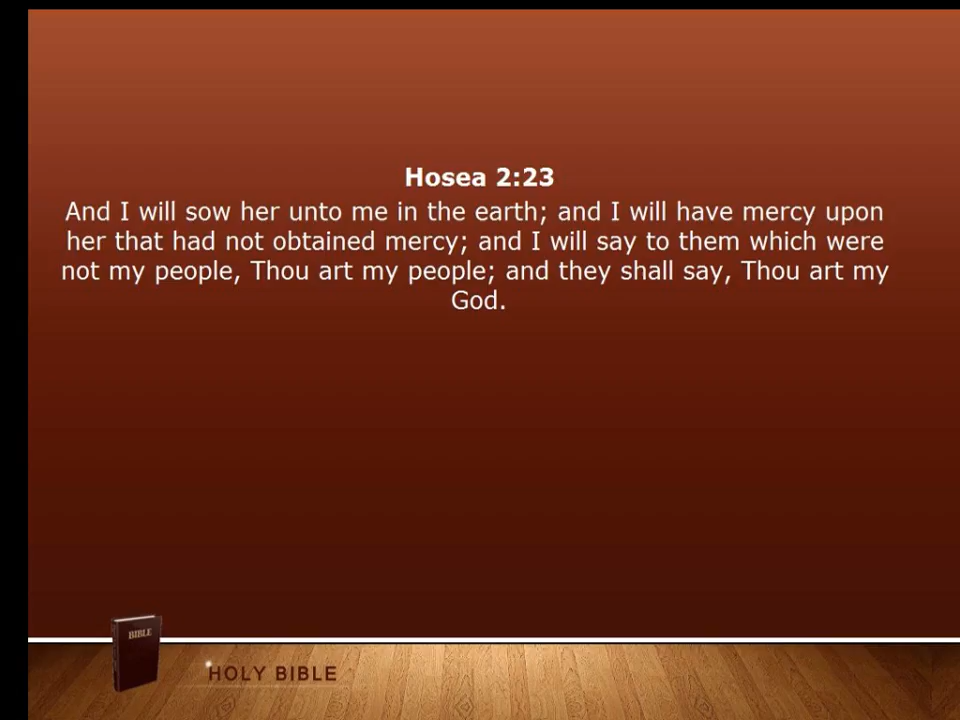 Hosea 2:23
And I will sow her unto me in the earth; and I will have mercy upon
her that had not obtained mercy; and I will say to them which were
not my people, Thou art my people; and they shall say, Thou art my
God.
BIBLE
HOLY BIBLE